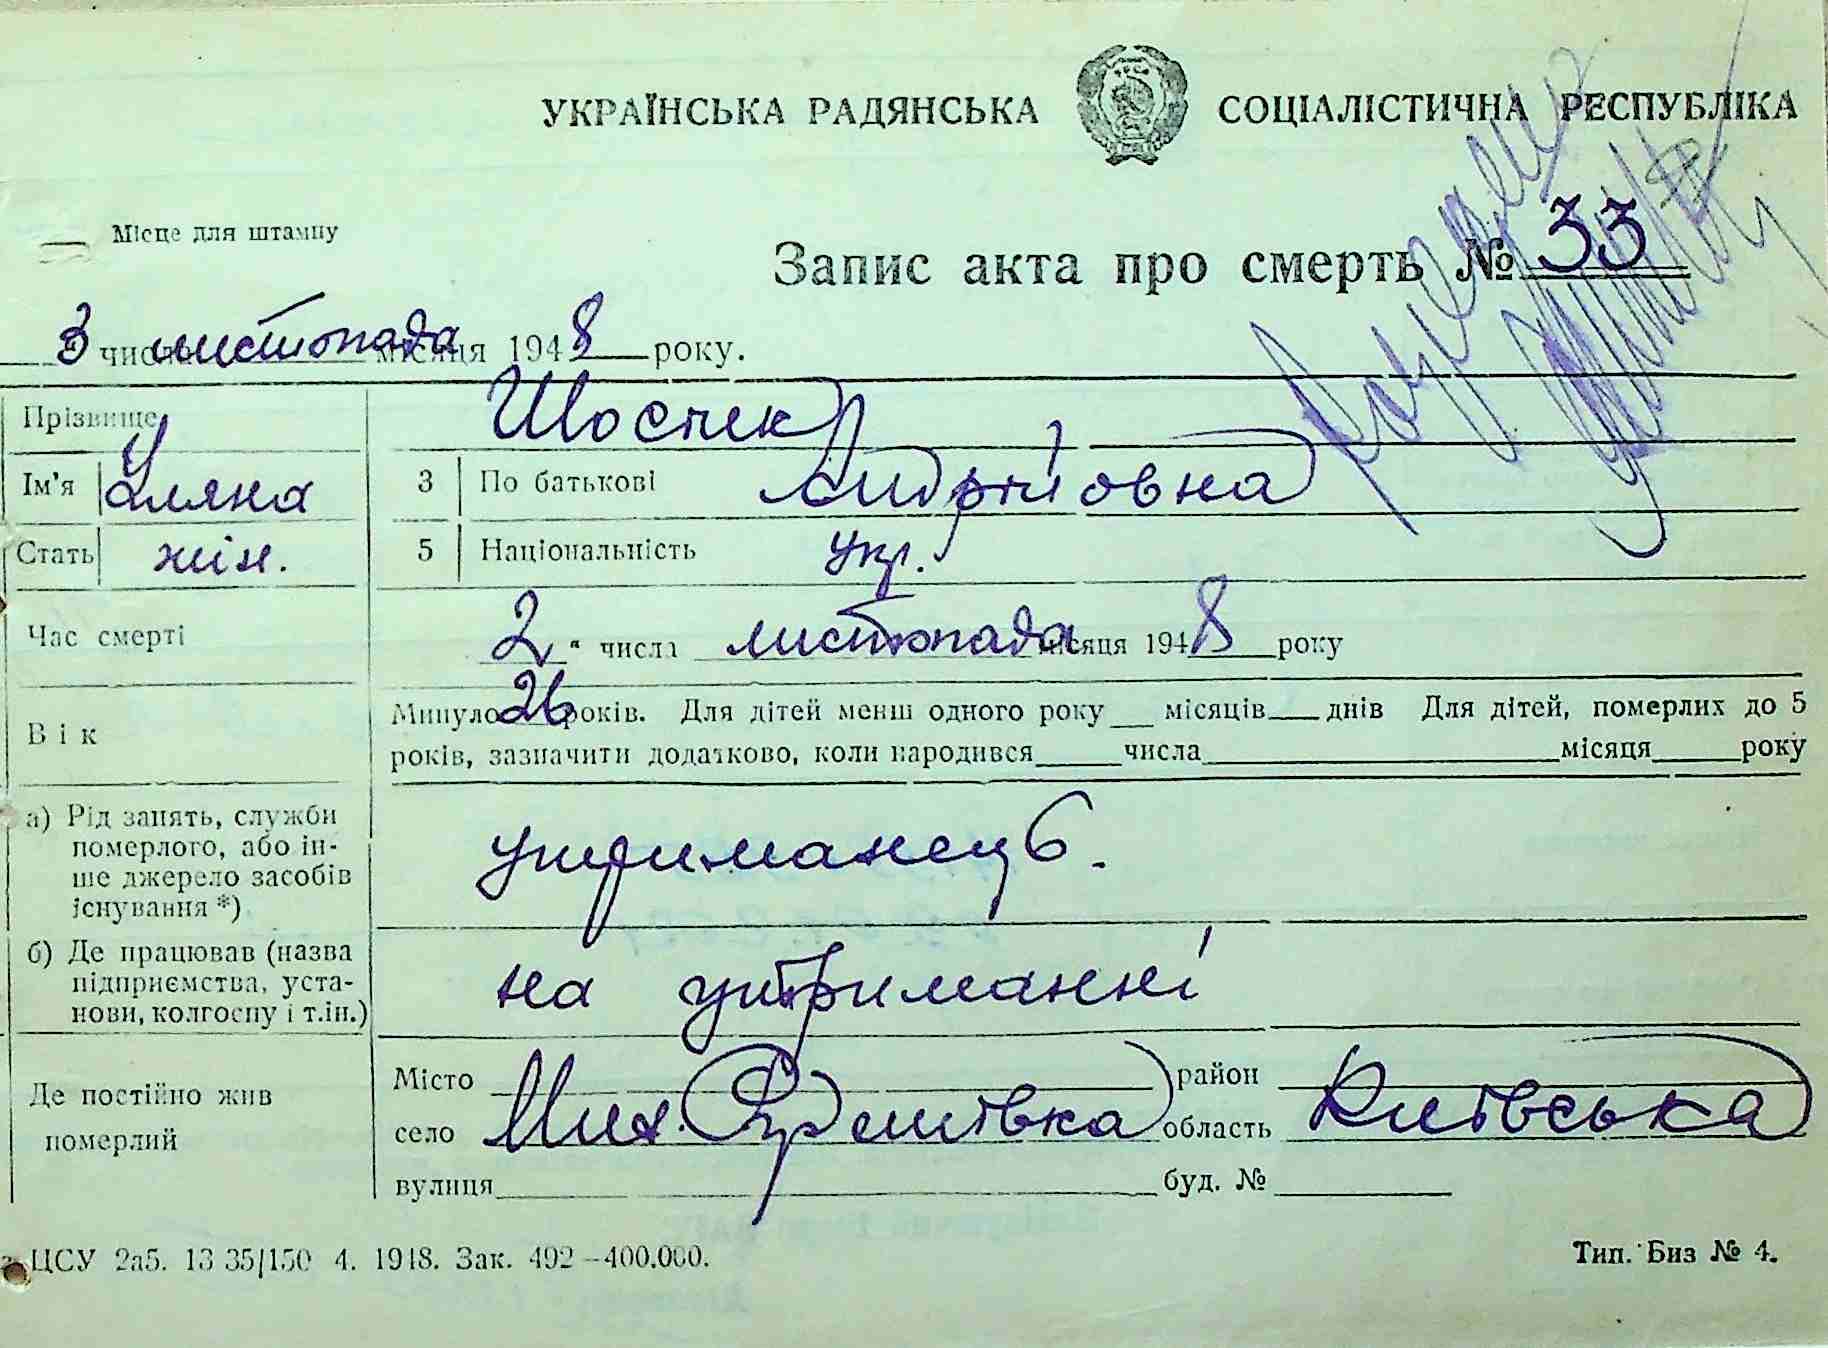 УКРАЇНСЬКА РАДЯНСЬКА СОЦІАЛІСТИЧНА РЕСПУБЛІКА
Місце для штампу
Запис акта про смерть № 33
3 числа листопада місяця 1948 року.
Прізвище Шоспек
Ім'я Уляна 3 По батькові Андріївна
Стать жін. 5 Національність укр.
Час смерті 2 " числа листопада місяця 1948 року
Вік Минуло 26 років. Для дітей менш одного року місяців днів Для дітей, померлих до 5
років, зазначити додатково, коли народився числа місяця року
а) Рід занять, служби
померлого, або ін-
ше джерело засобів
існування *)
утриманець.
б) Де працював (назва
підприємства, уста-
нови, колгоспу і т.ін.)
на утриманні
Де постійно жив
померлий
Місто район
село Мих. область Київська
вулиця буд. №
ЦСУ 2а5. 13 35/150 4. 1948. Зак. 492—400.000.
Тип. Биз № 4.